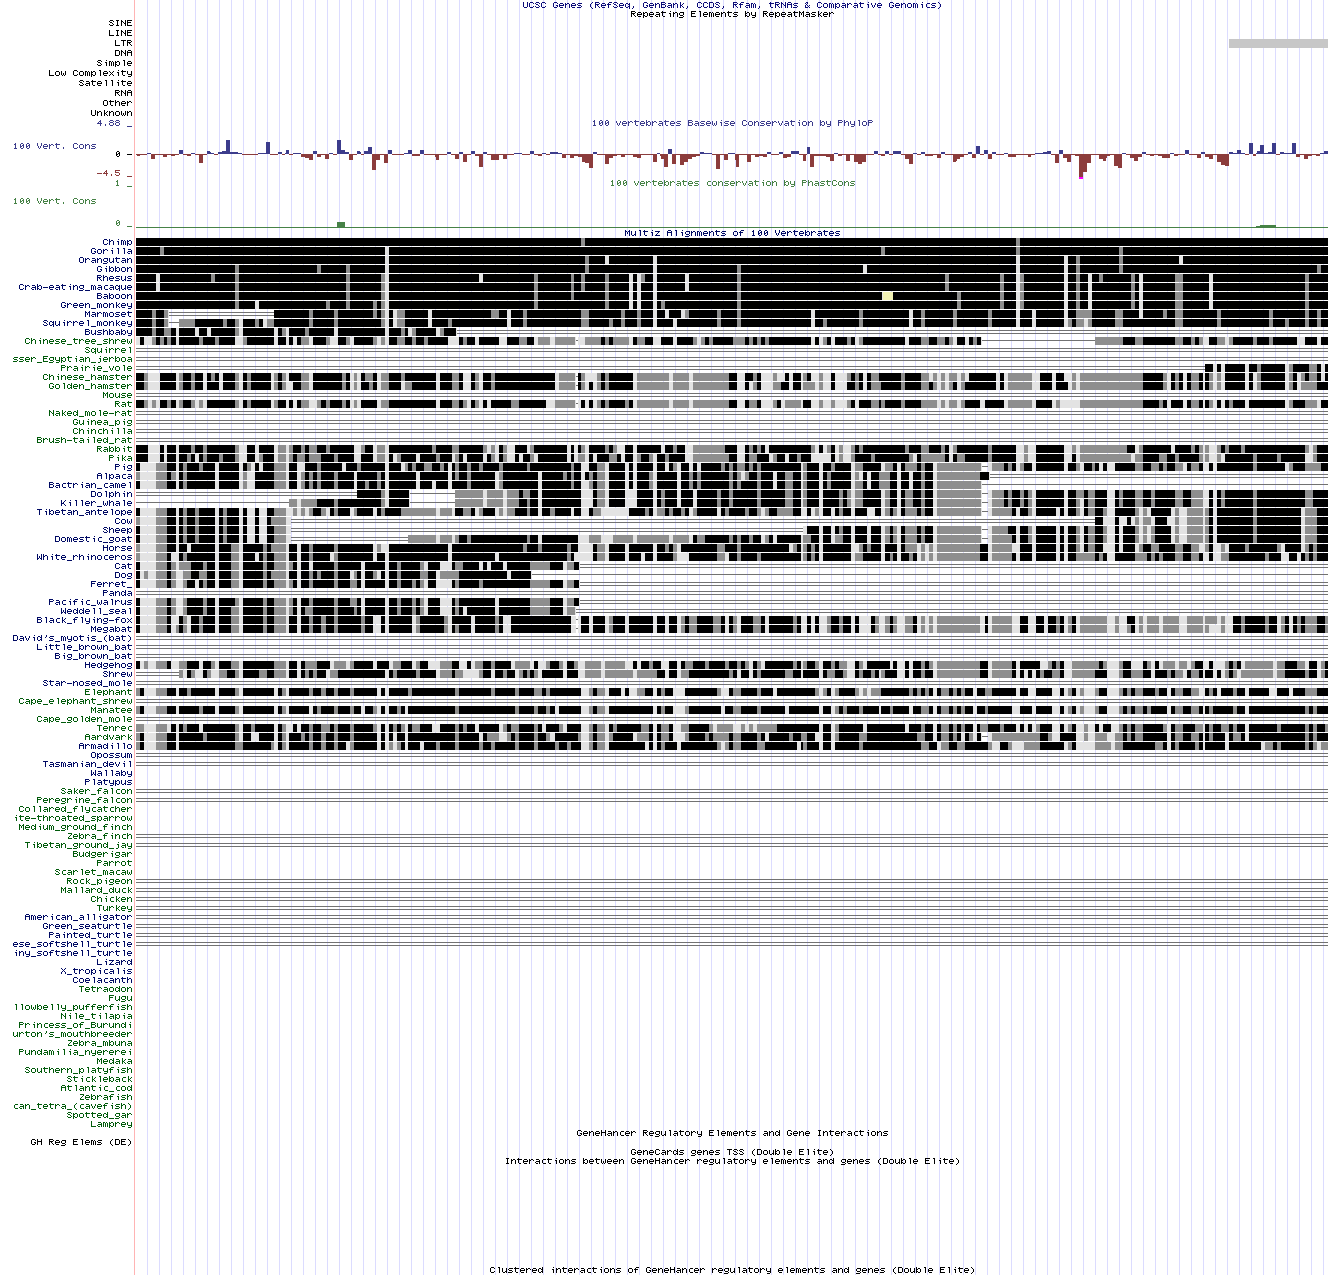 UCSC Genes (RefSeq, GenBank, CCDS, Rfam, tRNAs & Comparative Genomics)
Repeating Elements by RepeatMasker
SINE
LINE
LTR
DNA
Simple
Low Complexity
Satellite
RNA
Other
Unknown
4.88 _
100 vertebrates Basewise Conservation by PhyloP
100 Vert. Cons
0 -
-4.5 _
100 vertebrates conservation by PhastCons
1 _
100 Vert. Cons
0 _
Multiz Alignments of 100 Vertebrates
Chimp
Gorilla
Orangutan
Gibbon
Rhesus
Crab-eating_macaque
Baboon
Green_monkey
Marmoset
Squirrel_monkey
Bushbaby
Chinese_tree_shrew
Squirrel
sser_Egyptian_jerboa
Prairie_vole
Chinese_hamster
Golden_hamster
Mouse
Rat
Naked_mole-rat
Guinea_pig
Chinchilla
Brush-tailed_rat
Rabbit
Pika
Pig
Alpaca
Bactrian_camel
Dolphin
Killer_whale
Tibetan_antelope
Cow
Sheep
Domestic_goat
Horse
White_rhinoceros
Cat
Dog
Ferret_
Panda
Pacific_walrus
Weddell_seal
Black_flying-fox
Megabat
David's_myotis_(bat)
Little_brown_bat
Big_brown_bat
Hedgehog
Shrew
Star-nosed_mole
Elephant
Cape_elephant_shrew
Manatee
Cape_golden_mole
Tenrec
Aardvark
Armadillo
Opossum
Tasmanian_devil
Wallaby
Platypus
Saker_falcon
Peregrine_falcon
Collared_flycatcher
ite-throated_sparrow
Medium_ground_finch
Zebra_finch
Tibetan_ground_jay
Budgerigar
Parrot
Scarlet_macaw
Rock_pigeon
Mallard_duck
Chicken
Turkey
American_alligator
Green_seaturtle
Painted_turtle
ese_softshell_turtle
iny_softshell_turtle
Lizard
X_tropicalis
Coelacanth
Tetraodon
Fugu
llowbelly_pufferfish
Nile_tilapia
Princess_of_Burundi
urton's_mouthbreeder
Zebra_mbuna
Pundamilia_nyererei
Medaka
Southern_platyfish
Stickleback
Atlantic_cod
Zebrafish
can_tetra_(cavefish)
Spotted_gar
Lamprey
GeneHancer Regulatory Elements and Gene Interactions
GH Reg Elems (DE)
GeneCards genes TSS (Double Elite)
Interactions between GeneHancer regulatory elements and genes (Double Elite)
Clustered interactions of GeneHancer regulatory elements and genes (Double Elite)